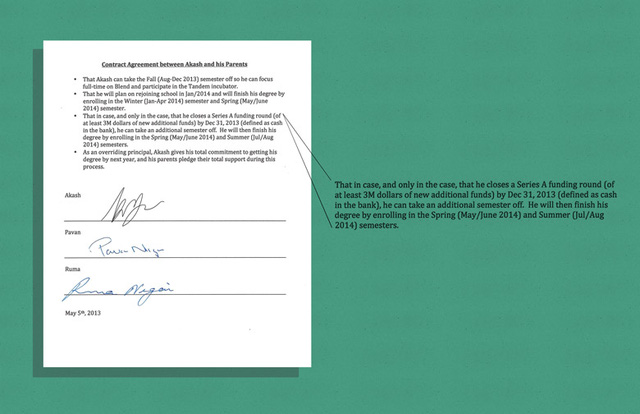 Contract Agreement between Akash and his Parents
• That Akash can take the Fall (Aug-Dec 2013) semester off so he can focus
full-time on Blend and participate in the Tandem incubator.
• That he will plan on rejoining school in Jan/2014 and will finish his degree by
enrolling in the Winter (Jan-Apr 2014) semester and Spring (May/June
2014) semester.
• That in case, and only in the case, that he closes a Series A funding round (of
at least 3M dollars of new additional funds) by Dec 31, 2013 (defined as cash
in the bank), he can take an additional semester off. He will then finish his
degree by enrolling in the Spring (May/June 2014) and Summer (Jul/Aug
2014) semesters.
• As an overriding principal, Akash gives his total commitment to getting his
degree by next year, and his parents pledge their total support during this
process.
Akash
Pavan
Pavan Nigam
Ruma
Ruma Nigam
May 5th, 2013
That in case, and only in the case, that he closes a Series A funding round (of
at least 3M dollars of new additional funds) by Dec 31, 2013 (defined as cash
in the bank), he can take an additional semester off. He will then finish his
degree by enrolling in the Spring (May/June 2014) and Summer (Jul/Aug
2014) semesters.